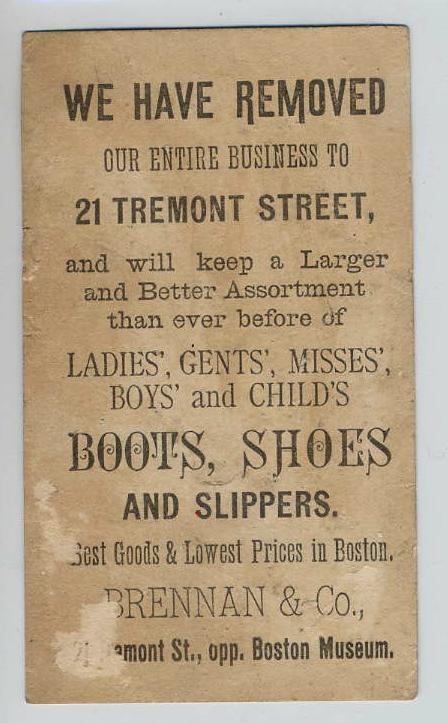 WE HAVE REMOVED
OUR ENTIRE BUSINESS TO
21 TREMONT STREET,
and will keep a Larger
and Better Assortment
than ever before of
LADIES', GENTS', MISSES',
BOYS' and CHILD'S
BOOTS, SHOES
AND SLIPPERS.
Best Goods & Lowest Prices in Boston.
BRENNAN & Co.,
St., opp. Boston Museum.